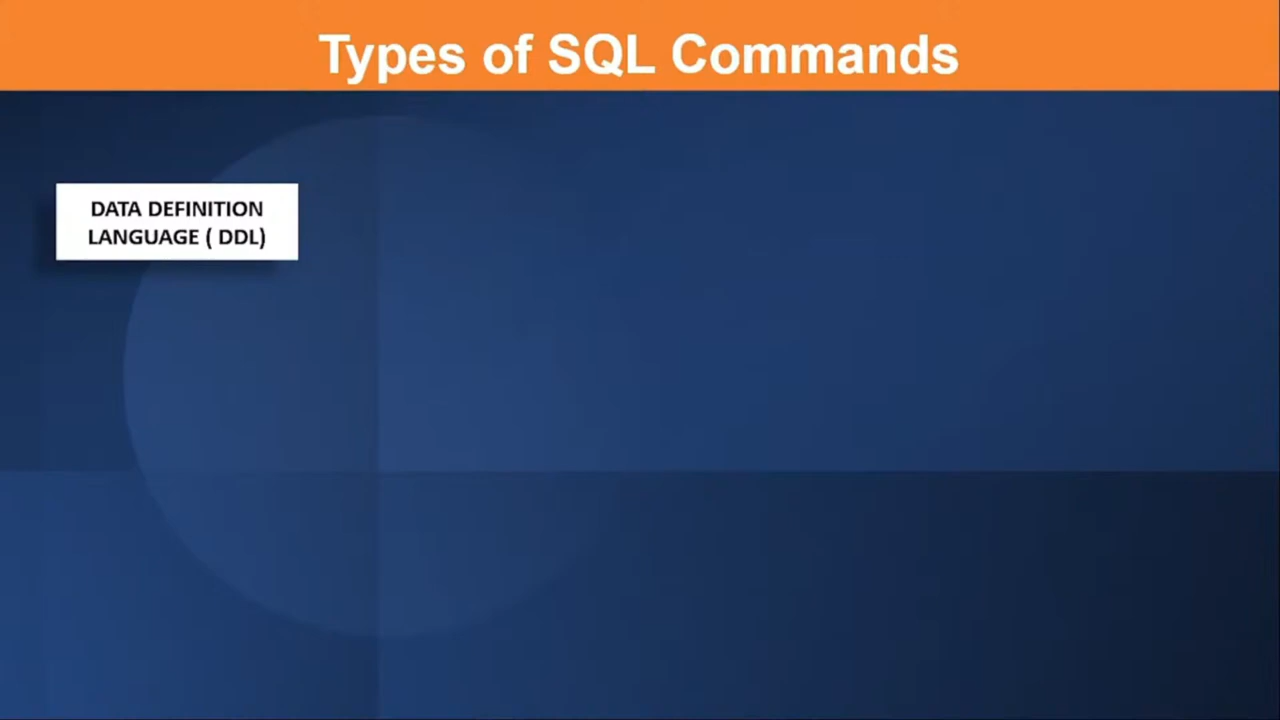 Types of SQL Commands
DATA DEFINITION
LANGUAGE ( DDL)